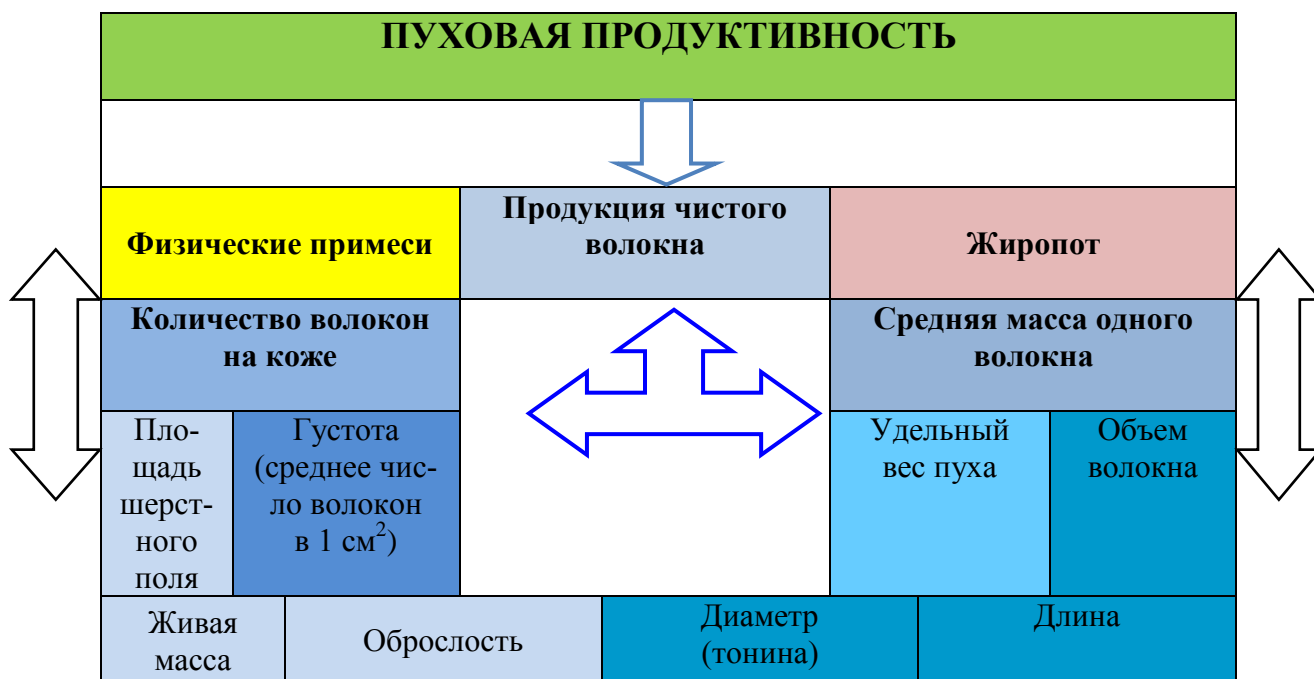 ПУХОВАЯ ПРОДУКТИВНОСТЬ
Физические примеси
Продукция чистого
волокна
Жиропот
Количество волокон
на коже
Средняя масса одного
волокна
Пло-
щадь
шерст-
ного
поля
Густота
(среднее чис-
ло волокон
в 1 см²)
Удельный
вес пуха
Объем
волокна
Живая
масса
Оброслость
Диаметр
(тонина)
Длина